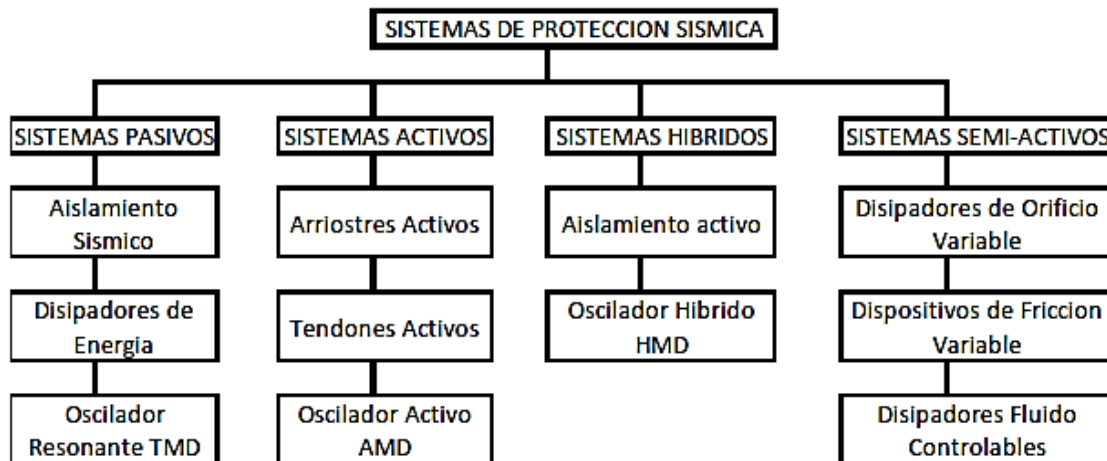 SISTEMAS DE PROTECCION SISMICA
SISTEMAS PASIVOS
Aislamiento
Sismico
Disipadores de
Energia
Oscilador
Resonante TMD
SISTEMAS ACTIVOS
Arriostres Activos
Tendones Activos
Oscilador Activo
AMD
SISTEMAS HIBRIDOS
Aislamiento activo
Oscilador Hibrido
HMD
SISTEMAS SEMI-ACTIVOS
Disipadores de Orificio
Variable
Dispositivos de Friccion
Variable
Disipadores Fluido
Controlables